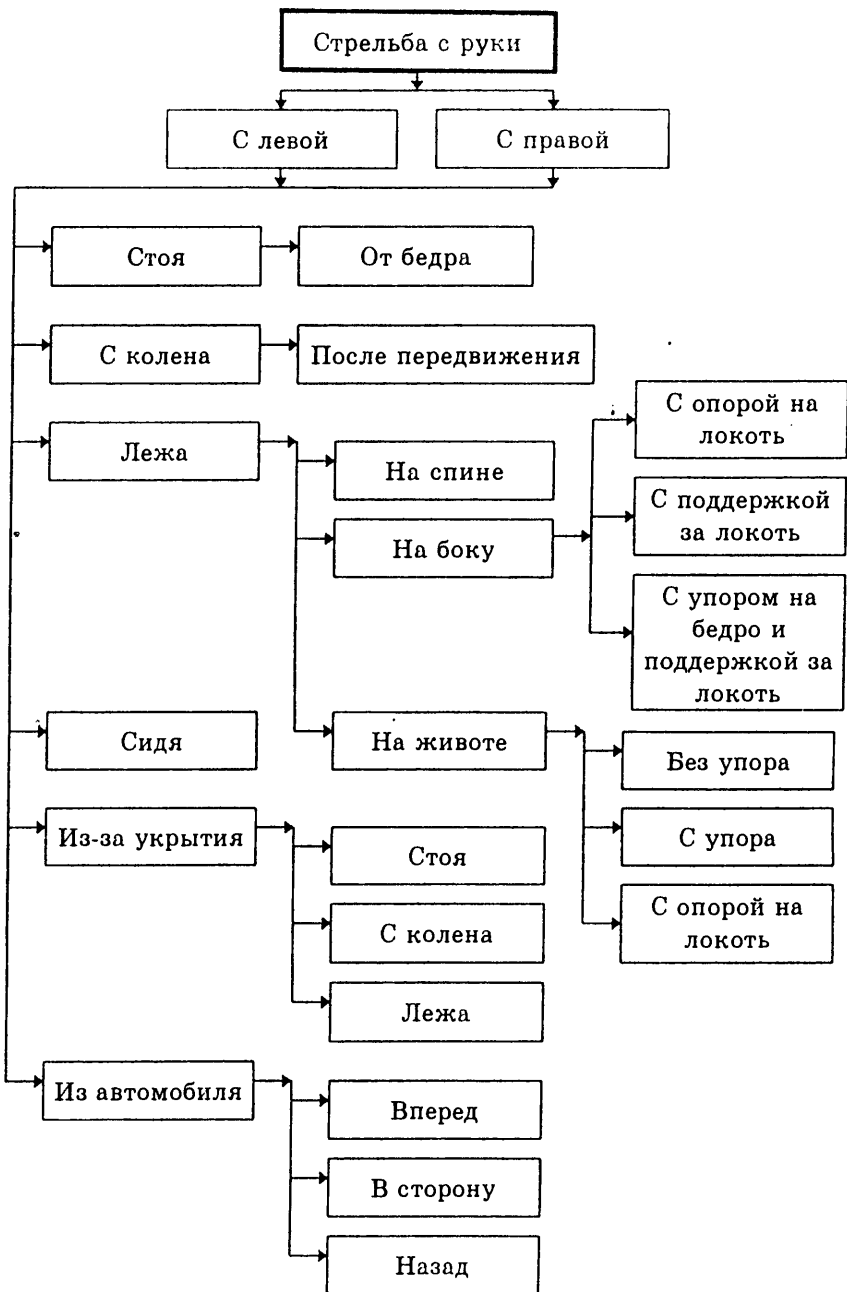 Стрельба с руки
С левой
С правой
Стоя
От бедра
С колена
После передвижения
Лежа
На спине
На боку
С опорой на
локоть
С поддержкой
за локоть
С упором на
бедро и
поддержкой за
локоть
На животе
Без упора
С упора
С опорой на
локоть
Сидя
Из-за укрытия
Стоя
С колена
Лежа
Из автомобиля
Вперед
В сторону
Назад